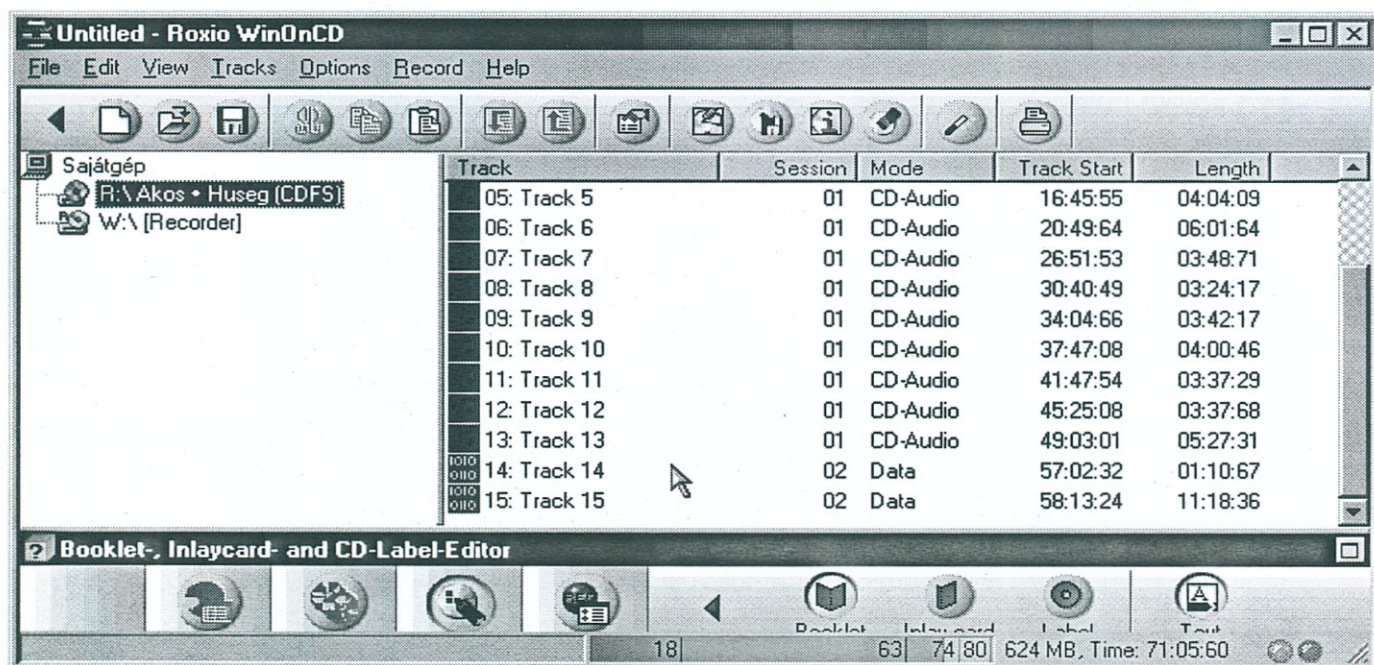 Untitled - Roxio WinOnCD
File Edit View Tracks Options Record Help
Sajátgép
R:\ Akos • Huseg (CDFS)
W:\ [Recorder]
Track Session Mode Track Start Length
05: Track 5 01 CD-Audio 16:45:55 04:04:09
06: Track 6 01 CD-Audio 20:49:64 06:01:64
07: Track 7 01 CD-Audio 26:51:53 03:48:71
08: Track 8 01 CD-Audio 30:40:49 03:24:17
09: Track 9 01 CD-Audio 34:04:66 03:42:17
10: Track 10 01 CD-Audio 37:47:08 04:00:46
11: Track 11 01 CD-Audio 41:47:54 03:37:29
12: Track 12 01 CD-Audio 45:25:08 03:37:68
13: Track 13 01 CD-Audio 49:03:01 05:27:31
14: Track 14 02 Data 57:02:32 01:10:67
15: Track 15 02 Data 58:13:24 11:18:36
Booklet-, Inlaycard- and CD-Label-Editor
Booklet Inlay card Label Text
18 63 74 80 624 MB, Time: 71:05:60